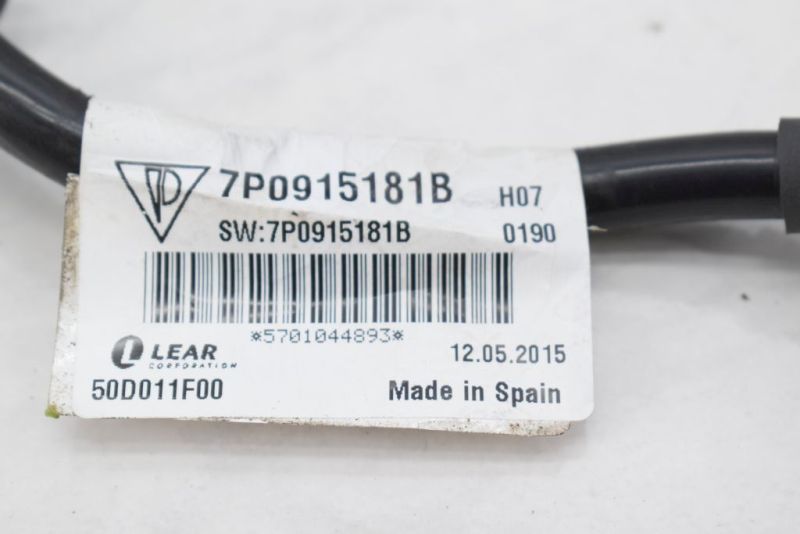 7P0915181B H07
SW:7P0915181B 0190
*5701044893*
LEAR
CORPORATION
12.05.2015
50D011F00 Made in Spain